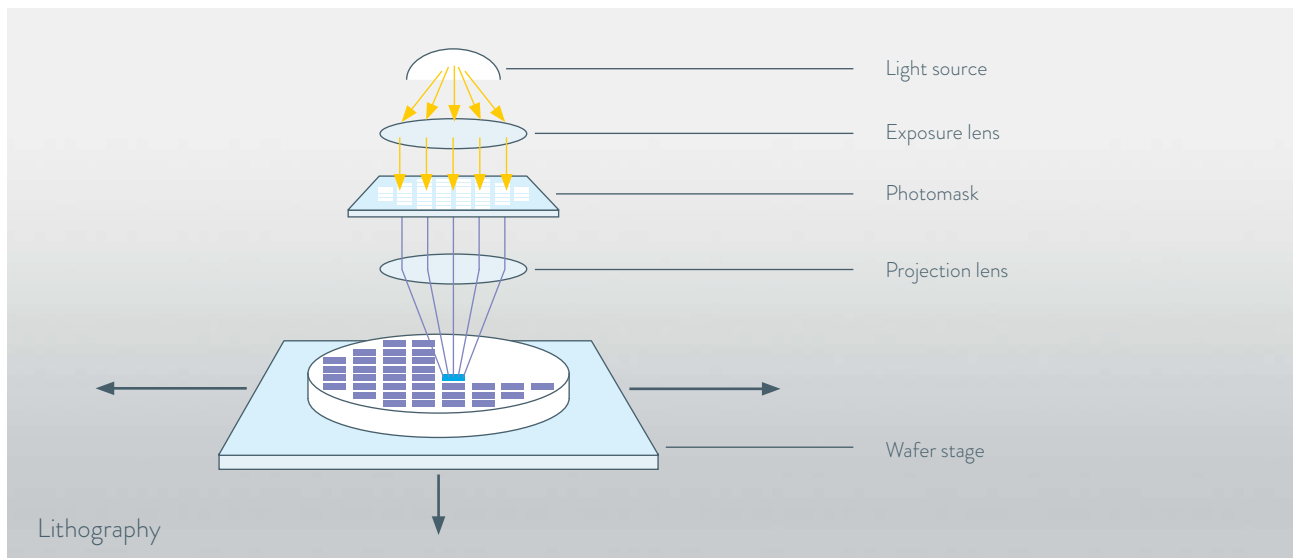 Light source
Exposure lens
Photomask
Projection lens
Wafer stage
Lithography